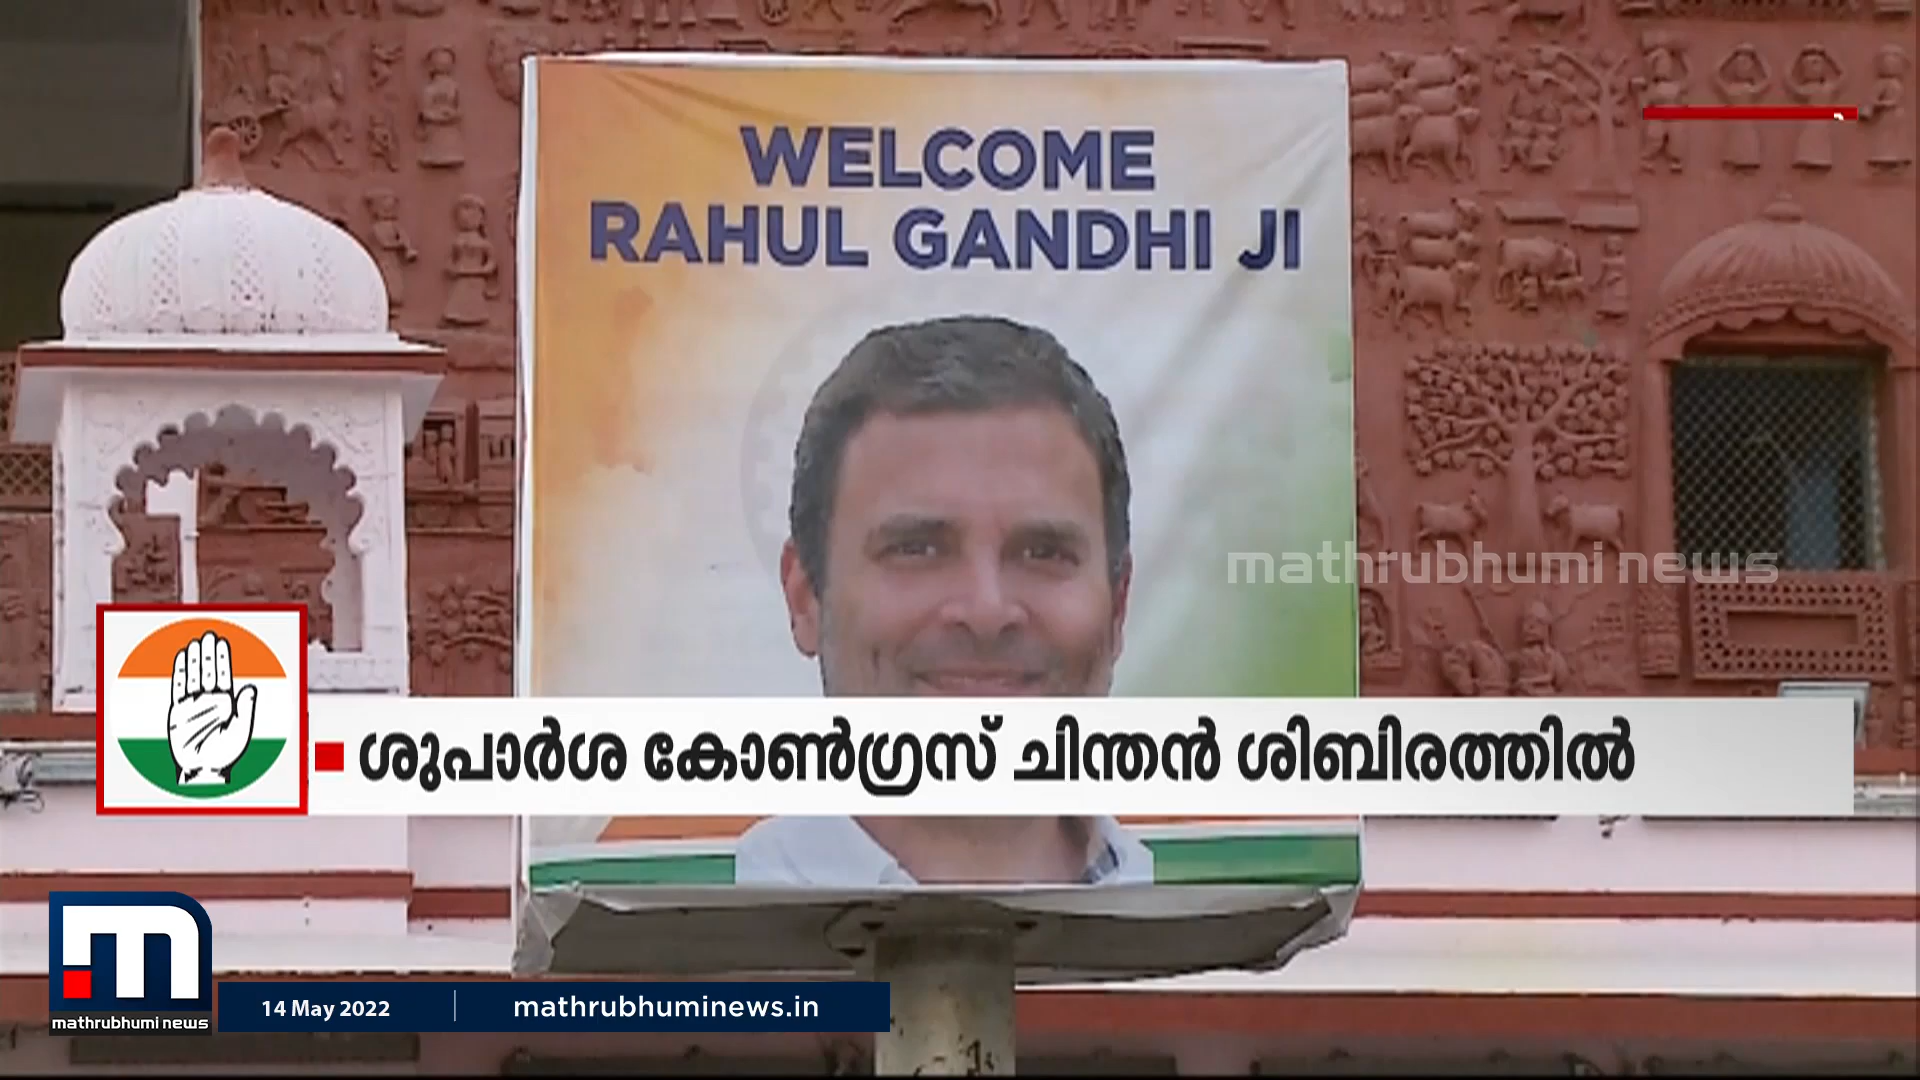 WELCOME
RAHUL GANDHI JI
mathrubhumi news
ശുപാർശ കോൺഗ്രസ് ചിന്തൻ ശിബിരത്തിൽ
mathrubhumi news
14 May 2022
mathrubhuminews.in